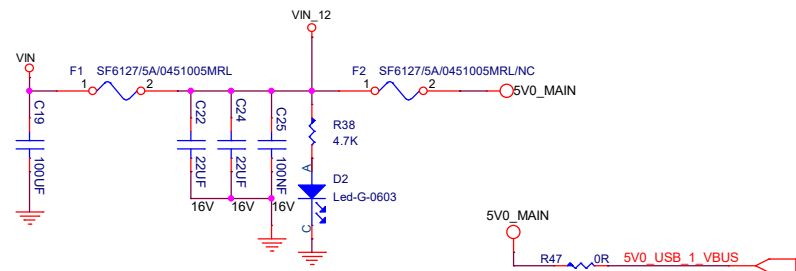 VIN_12
VIN
F1 SF6127/5A/0451005MRL
1 2
F2 SF6127/5A/0451005MRL/NC
1 2
5V0_MAIN
C19
100UF
C22
22UF
16V
C24
22UF
16V
C25
100NF
16V
R38
4.7K
A
D2
Led-G-0603
C
5V0_MAIN
R47 0R 5V0_USB_1_VBUS